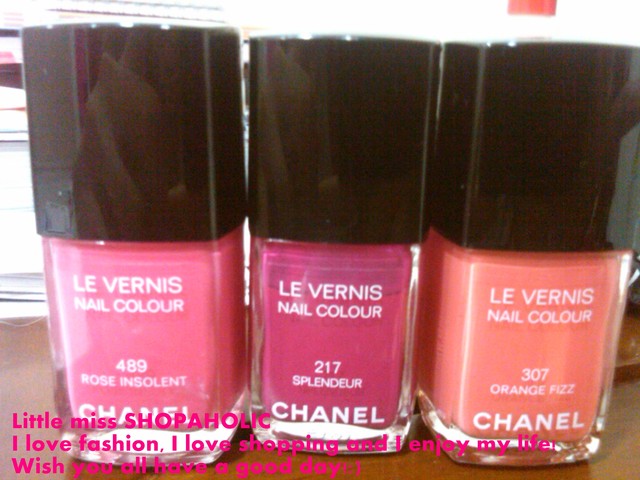 LE VERNIS
NAIL COLOUR
489
ROSE INSOLENT
CHANEL
LE VERNIS
NAIL COLOUR
217
SPLENDEUR
CHANEL
LE VERNIS
NAIL COLOUR
307
ORANGE FIZZ
CHANEL
Little miss SHOPAHOLIC
I love fashion, I love shopping and I enjoy my life!
Wish you all have a good day! :)